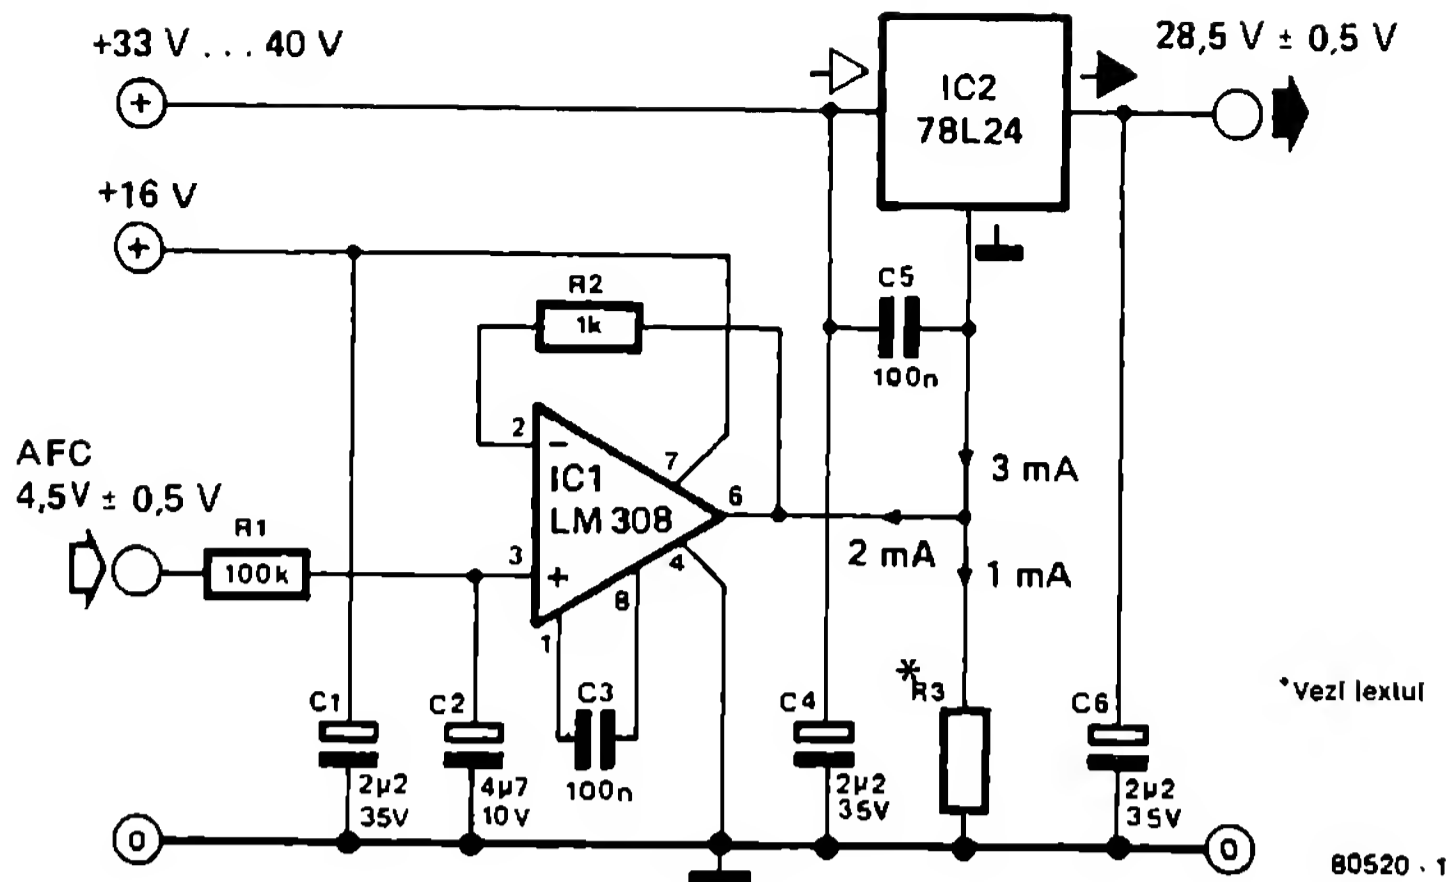 +33 V ... 40 V
28,5 V ± 0,5 V
IC2
78L24
+16 V
C5
100n
R2
1k
AFC
4,5V ± 0,5 V
R1
100k
2
3
7
6
4
8
1
IC1
LM 308
3 mA
2 mA
1 mA
C1
2µ2
35V
C2
4µ7
10V
C3
100n
C4
2µ2
35V
*R3
C6
2µ2
35V
*Vezi lextul
0
0
80520 · 1